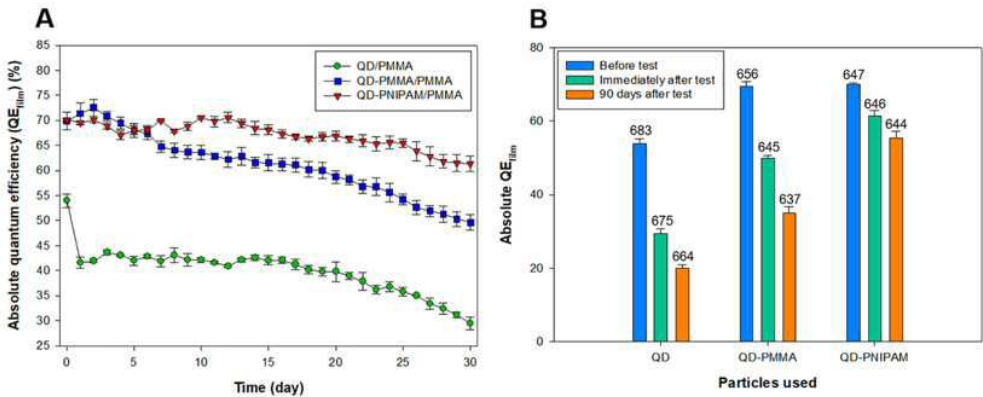 A
Absolute quantum efficiency (QE_film) (%)
85
80
75
70
65
60
55
50
45
40
35
30
25
QD/PMMA
QD-PMMA/PMMA
QD-PNIPAM/PMMA
0
5
10
15
20
25
30
Time (day)
B
Absolute QE_film
80
60
40
20
0
Before test
Immediately after test
90 days after test
683
675
664
656
645
637
647
646
644
QD
QD-PMMA
QD-PNIPAM
Particles used